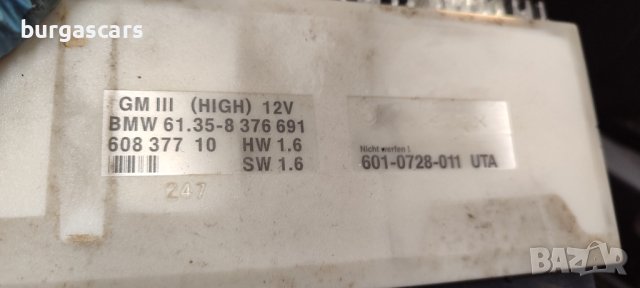 burgascars
GM III (HIGH) 12V
BMW 61.35-8 376 691
608 377 10 HW 1.6
SW 1.6
247
Nicht werfen !
601-0728-011 UTA
BAZAR